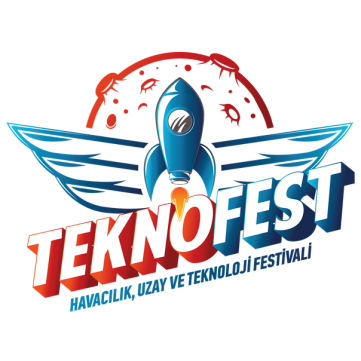 TEKNOFEST
HAVACILIK, UZAY VE TEKNOLOJİ FESTİVALİ